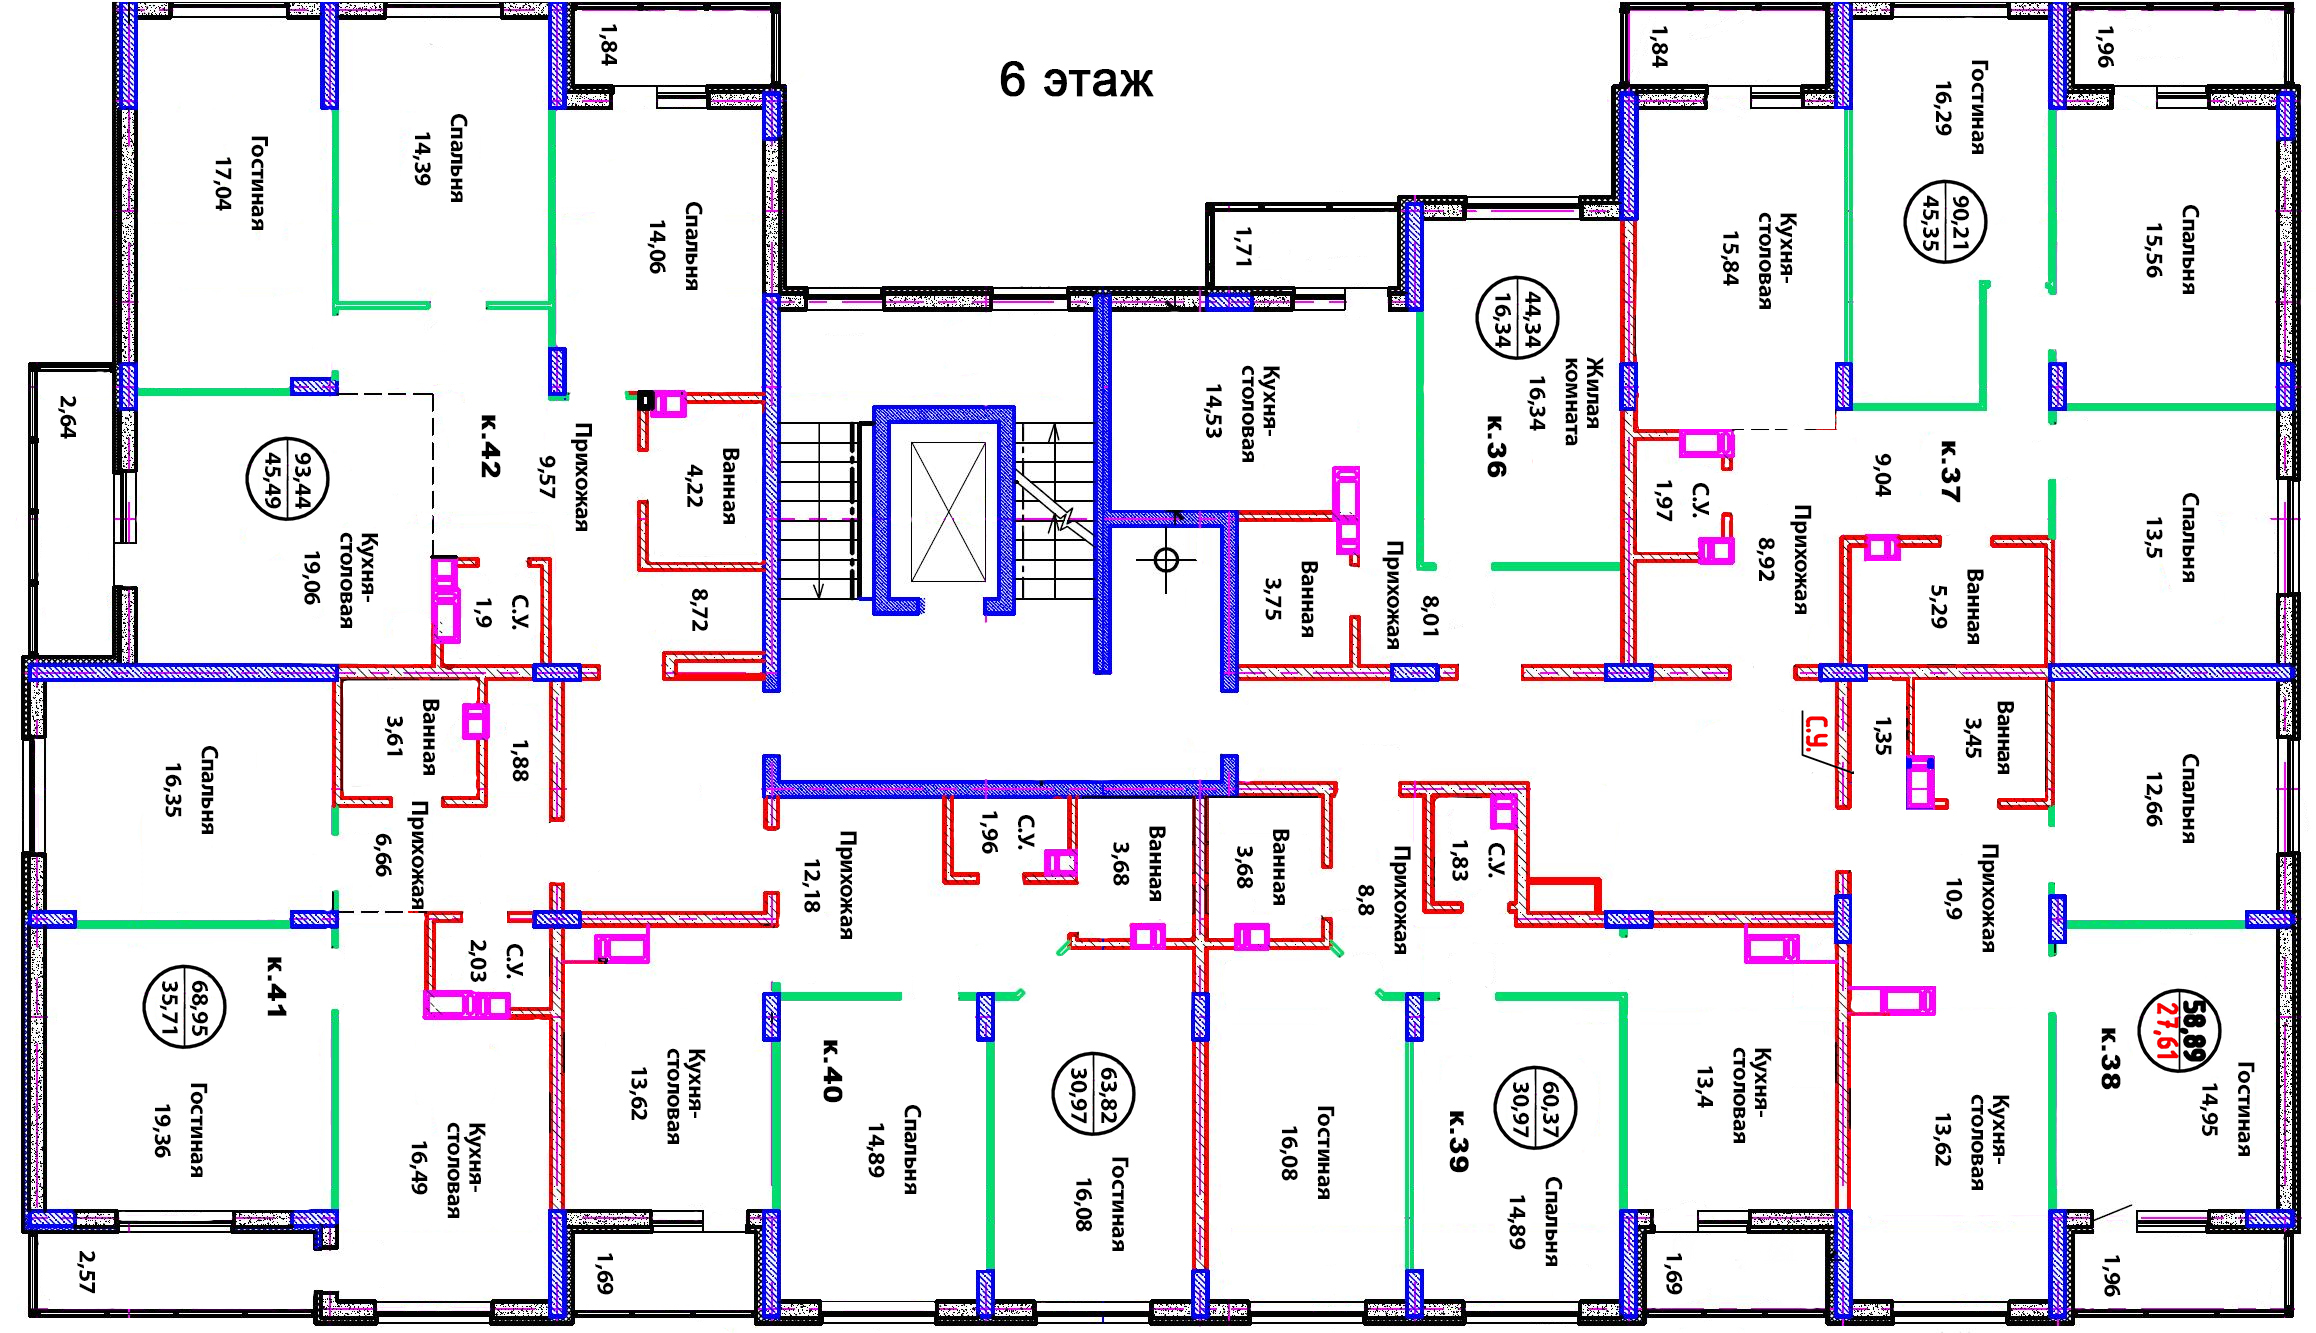 6 этаж
1,84
Гостиная
17,04
Спальня
14,39
Спальня
14,06
2,64
93,44
45,49
к.42
Прихожая
9,57
Ванная
4,22
Кухня-
столовая
19,06
С.У.
1,9
8,72
1,71
Кухня-
столовая
14,53
44,34
16,34
Жилая
комната
16,34
к.36
Ванная
3,75
Прихожая
8,01
1,84
Гостиная
16,29
1,96
90,21
45,35
Кухня-
столовая
15,84
Спальня
15,56
к.37
9,04
С.У.
1,97
Прихожая
8,92
Спальня
13,5
Ванная
5,29
Спальня
16,35
Ванная
3,61
1,88
Прихожая
6,66
С.У.
2,03
к.41
68,95
35,71
Гостиная
19,36
Кухня-
столовая
16,49
2,57
Прихожая
12,18
С.У.
1,96
Ванная
3,68
Кухня-
столовая
13,62
к.40
63,82
30,97
Спальня
14,89
Гостиная
16,08
1,69
Ванная
3,68
Прихожая
8,8
С.У.
1,83
Гостиная
16,08
к.39
60,37
30,97
Спальня
14,89
Кухня-
столовая
13,4
1,69
С.У.
1,35
Ванная
3,45
Спальня
12,66
Прихожая
10,9
58,89
27,61
к.38
Гостиная
14,95
Кухня-
столовая
13,62
1,96